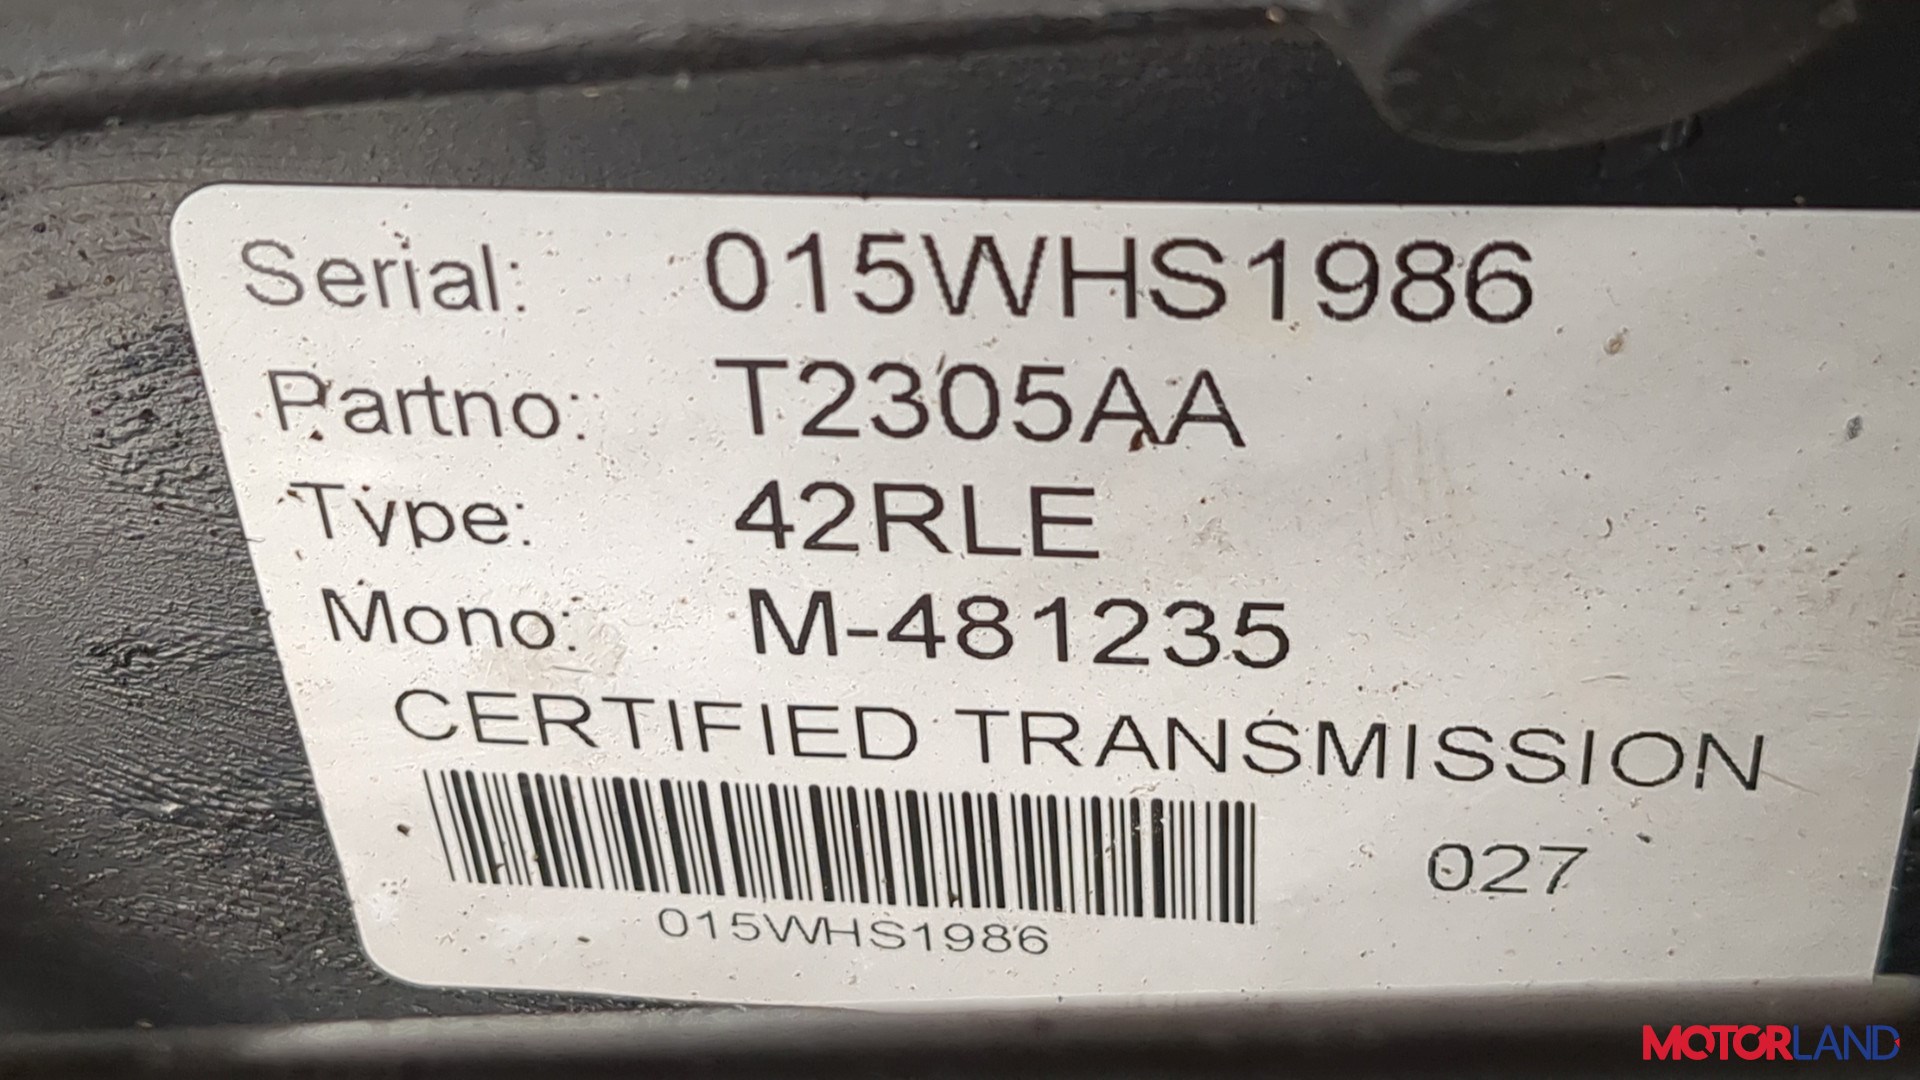 Serial: 015WHS1986
Partno: T2305AA
Type: 42RLE
Mono: M-481235
CERTIFIED TRANSMISSION
027
015WHS1986
MOTORLAND